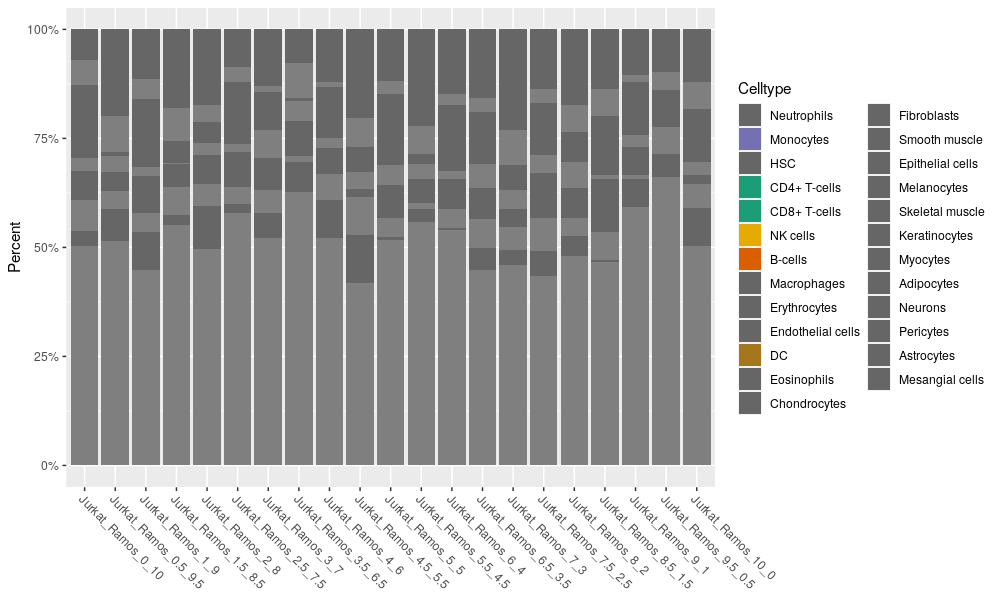 100%
75%
50%
25%
0%
Percent
Jurkat_Ramos_0_10
Jurkat_Ramos_0.5_9.5
Jurkat_Ramos_1_9
Jurkat_Ramos_1.5_8.5
Jurkat_Ramos_2_8
Jurkat_Ramos_2.5_7.5
Jurkat_Ramos_3_7
Jurkat_Ramos_3.5_6.5
Jurkat_Ramos_4_6
Jurkat_Ramos_4.5_5.5
Jurkat_Ramos_5_5
Jurkat_Ramos_5.5_4.5
Jurkat_Ramos_6_4
Jurkat_Ramos_6.5_3.5
Jurkat_Ramos_7_3
Jurkat_Ramos_7.5_2.5
Jurkat_Ramos_8_2
Jurkat_Ramos_8.5_1.5
Jurkat_Ramos_9_1
Jurkat_Ramos_9.5_0.5
Jurkat_Ramos_10_0
Celltype
Neutrophils
Monocytes
HSC
CD4+ T-cells
CD8+ T-cells
NK cells
B-cells
Macrophages
Erythrocytes
Endothelial cells
DC
Eosinophils
Chondrocytes
Fibroblasts
Smooth muscle
Epithelial cells
Melanocytes
Skeletal muscle
Keratinocytes
Myocytes
Adipocytes
Neurons
Pericytes
Astrocytes
Mesangial cells